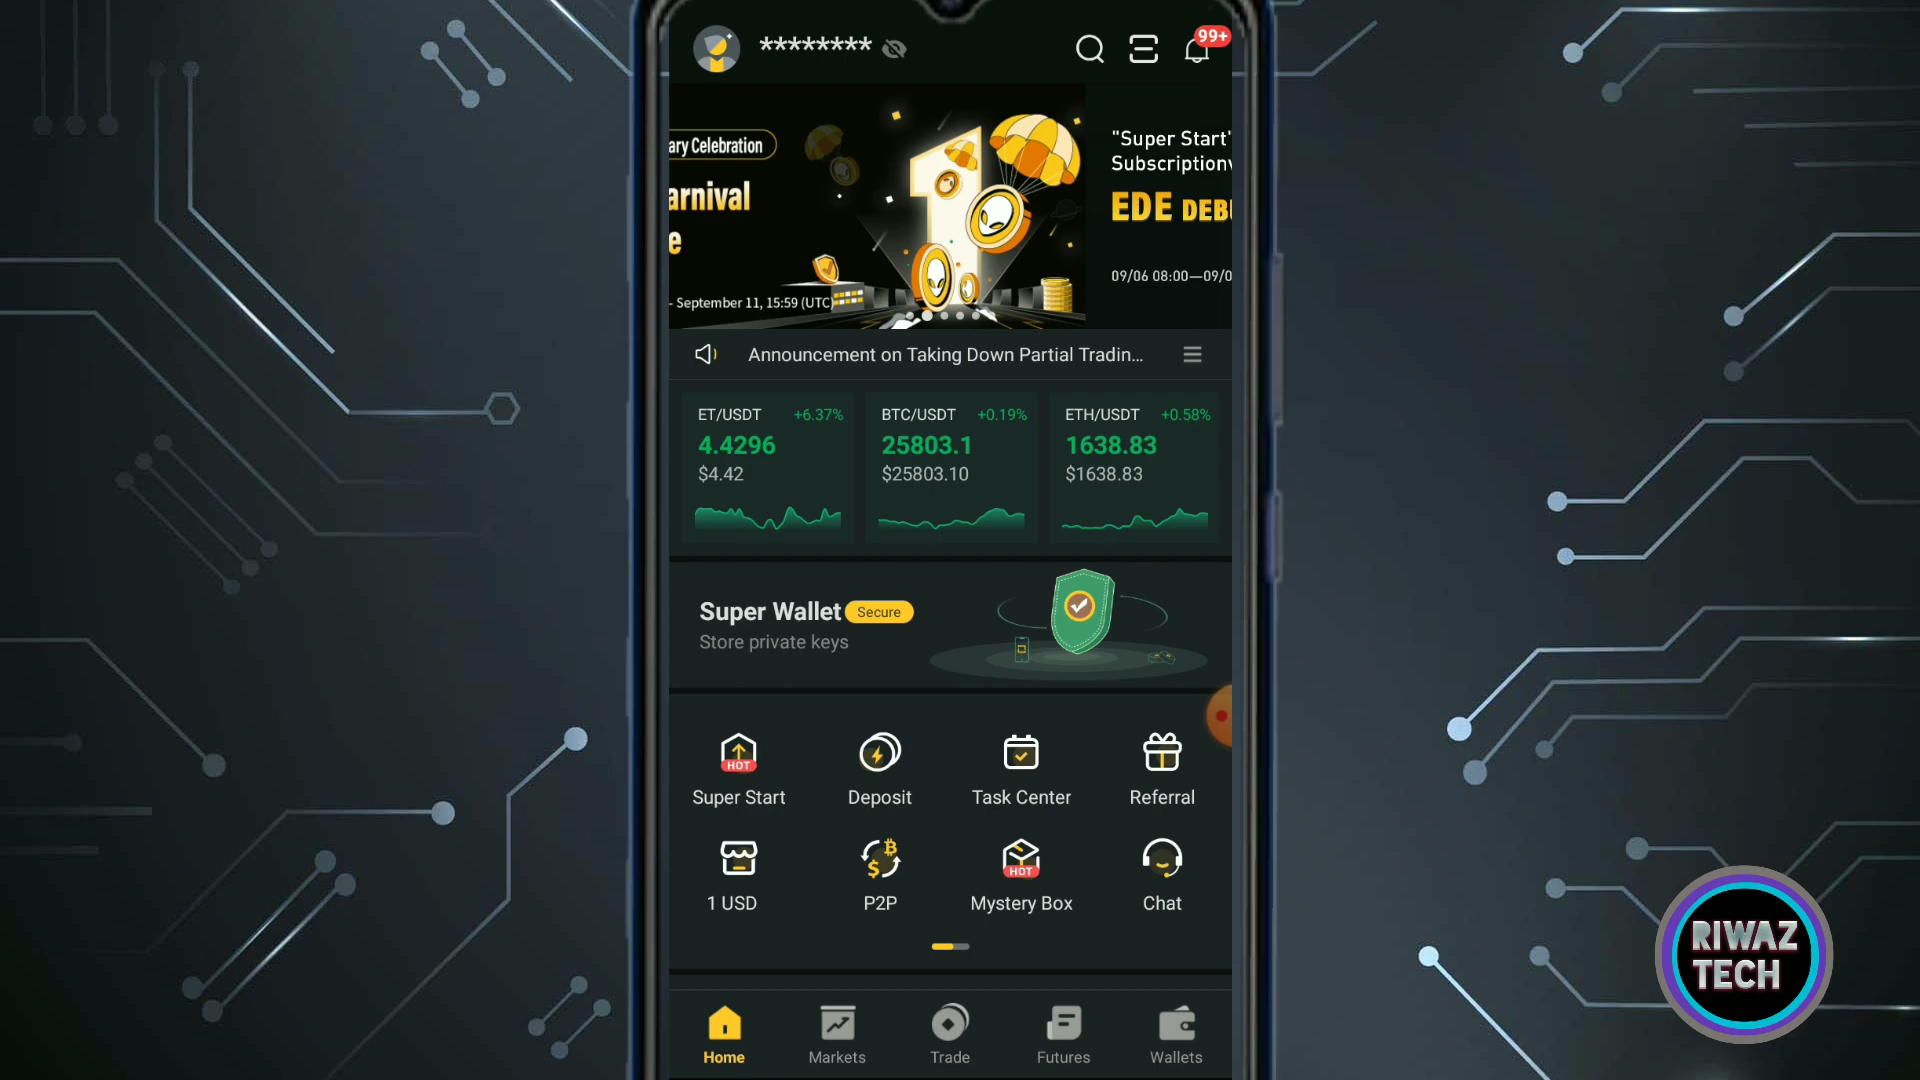 ********
99+
ary Celebration
arnival
e
- September 11, 15:59 (UTC)
"Super Start"
Subscription
EDE DEBU
09/06 08:00—09/0
Announcement on Taking Down Partial Tradin...
ET/USDT +6.37%
4.4296
$4.42
BTC/USDT +0.19%
25803.1
$25803.10
ETH/USDT +0.58%
1638.83
$1638.83
Super Wallet Secure
Store private keys
HOT
Super Start
Deposit
Task Center
Referral
1 USD
P2P
HOT
Mystery Box
Chat
Home
Markets
Trade
Futures
Wallets
RIWAZ
TECH